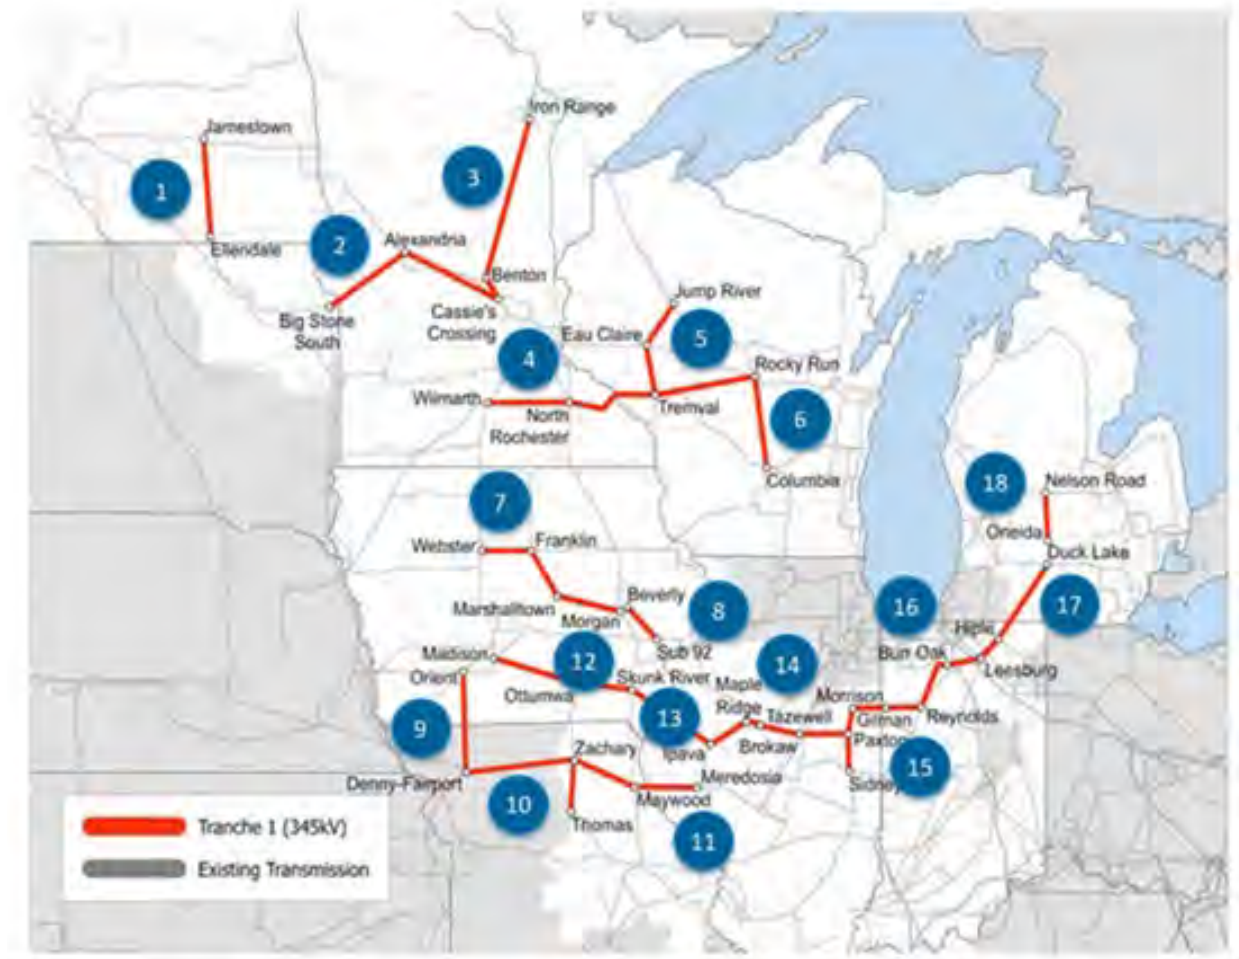 Iron Range
Jamestown
3
1
Ellendale
2
Alexandria
Benton
Big Stone
South
Cassie's
Crossing
Jump River
Eau Claire
5
4
Rocky Run
Wilmarth
North
Rochester
Tremval
6
Columbia
18
Nelson Road
7
Oneida
Webster
Franklin
Duck Lake
Marshalltown
Morgan
Beverly
8
16
17
Hiple
Madison
12
Sub 92
14
Burr Oak
Leesburg
Orient
Ottumwa
Skunk River
Maple
Ridge
Morrison
9
13
Tazewell
Gilman
Reynolds
Ipava
Brokaw
Paxton
Zachary
15
Denny-Fairport
Meredosia
Sidney
10
Maywood
Thomas
11
Tranche 1 (345kV)
Existing Transmission